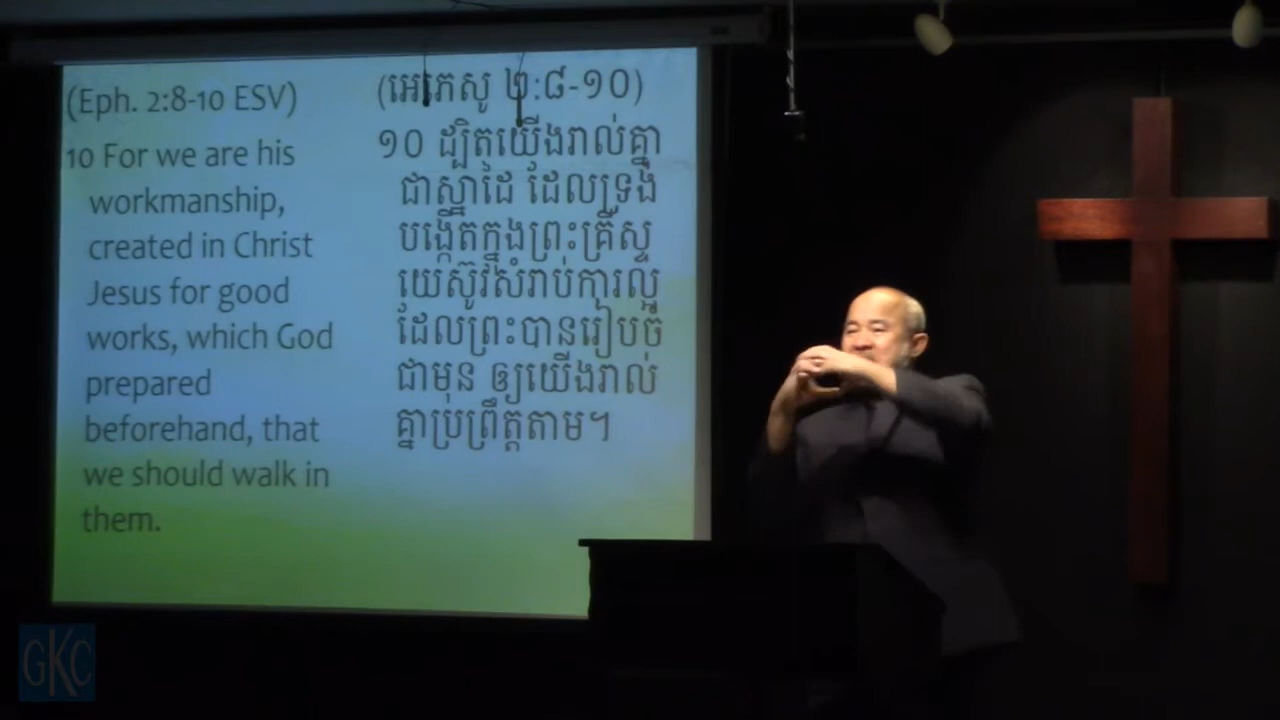 (Eph. 2:8-10 ESV)
10 For we are his
workmanship,
created in Christ
Jesus for good
works, which God
prepared
beforehand, that
we should walk in
them.
(អេភេសូ ២:៨-១០)
១០ ដ្បិតយើងរាល់គ្នា
ជាស្នាដៃ ដែលទ្រង់
បង្កើតក្នុងព្រះគ្រីស្ទ
យេស៊ូវសំរាប់ការល្អ
ដែលព្រះបានរៀបចំ
ជាមុន ឲ្យយើងរាល់
គ្នាប្រព្រឹត្តតាម។
GKC